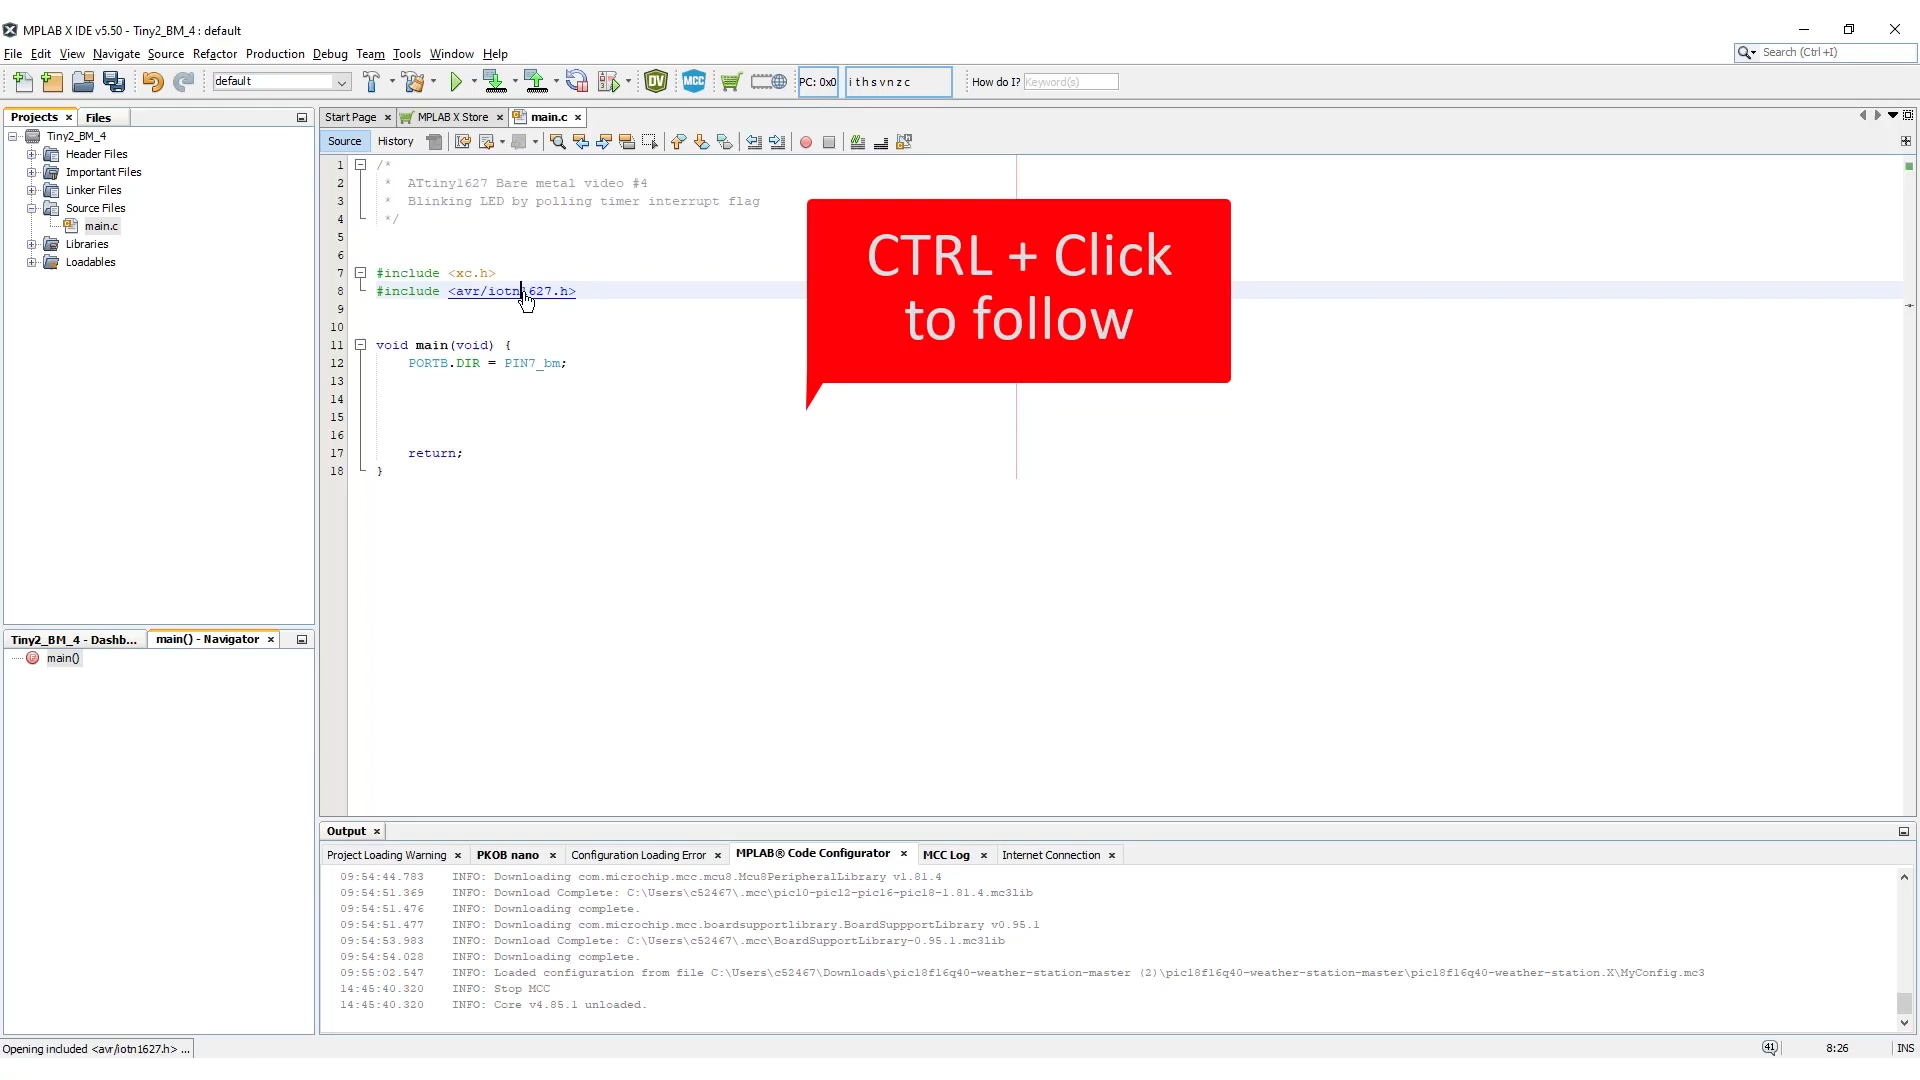 MPLAB X IDE v5.50 - Tiny2_BM_4 : default
File Edit View Navigate Source Refactor Production Debug Team Tools Window Help
Search (Ctrl+I)
default
DV
MCC
PC: 0x0
i t h s v n z c
How do I?
Keyword(s)
Projects
Files
Start Page
MPLAB X Store
main.c
Source
History
Tiny2_BM_4
Header Files
Important Files
Linker Files
Source Files
main.c
Libraries
Loadables
1 /*
2 * ATtiny1627 Bare metal video #4
3 * Blinking LED by polling timer interrupt flag
4 */
5
6
7 #include <xc.h>
8 #include <avr/iotn1627.h>
9
10
11 void main(void) {
12 PORTB.DIR = PIN7_bm;
13
14
15
16
17 return;
18 }
CTRL + Click
to follow
Tiny2_BM_4 - Dashb...
main() - Navigator
main()
Output
Project Loading Warning
PKOB nano
Configuration Loading Error
MPLAB® Code Configurator
MCC Log
Internet Connection
09:54:44.783 INFO: Downloading com.microchip.mcc.mcu8.Mcu8PeripheralLibrary v1.81.4
09:54:51.369 INFO: Download Complete: C:\Users\c52467\.mcc\pic10-pic12-pic16-pic18-1.81.4.mc3lib
09:54:51.476 INFO: Downloading complete.
09:54:51.477 INFO: Downloading com.microchip.mcc.boardsupportlibrary.BoardSuppportLibrary v0.95.1
09:54:53.983 INFO: Download Complete: C:\Users\c52467\.mcc\BoardSupportLibrary-0.95.1.mc3lib
09:54:54.028 INFO: Downloading complete.
09:55:02.547 INFO: Loaded configuration from file C:\Users\c52467\Downloads\pic18f16q40-weather-station-master (2)\pic18f16q40-weather-station-master\pic18f16q40-weather-station.X\MyConfig.mc3
14:45:40.320 INFO: Stop MCC
14:45:40.320 INFO: Core v4.85.1 unloaded.
Opening included <avr/iotn1627.h> ...
41
8:26
INS